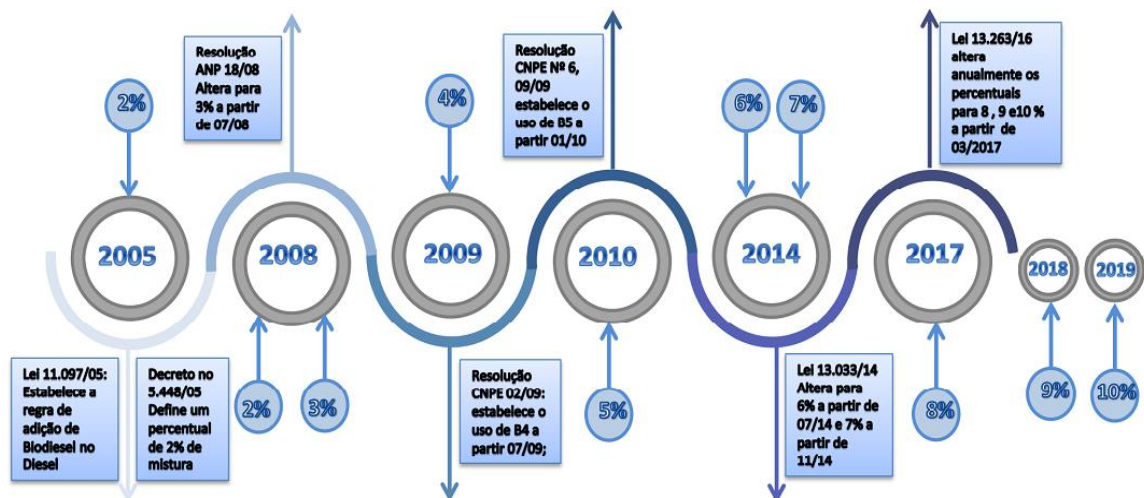 2%
Resolução
ANP 18/08
Altera para
3% a partir
de 07/08
4%
Resolução
CNPE Nº 6,
09/09
estabelece o
uso de B5 a
partir 01/10
6%
7%
Lei 13.263/16
altera
anualmente os
percentuais
para 8 , 9 e10 %
a partir de
03/2017
2005
2008
2009
2010
2014
2017
2018
2019
Lei 11.097/05:
Estabelece a
regra de
adição de
Biodiesel no
Diesel
Decreto no
5.448/05
Define um
percentual
de 2% de
mistura
2%
3%
Resolução
CNPE 02/09:
estabelece o
uso de B4 a
partir 07/09;
5%
Lei 13.033/14
Altera para
6% a partir de
07/14 e 7% a
partir de
11/14
8%
9%
10%